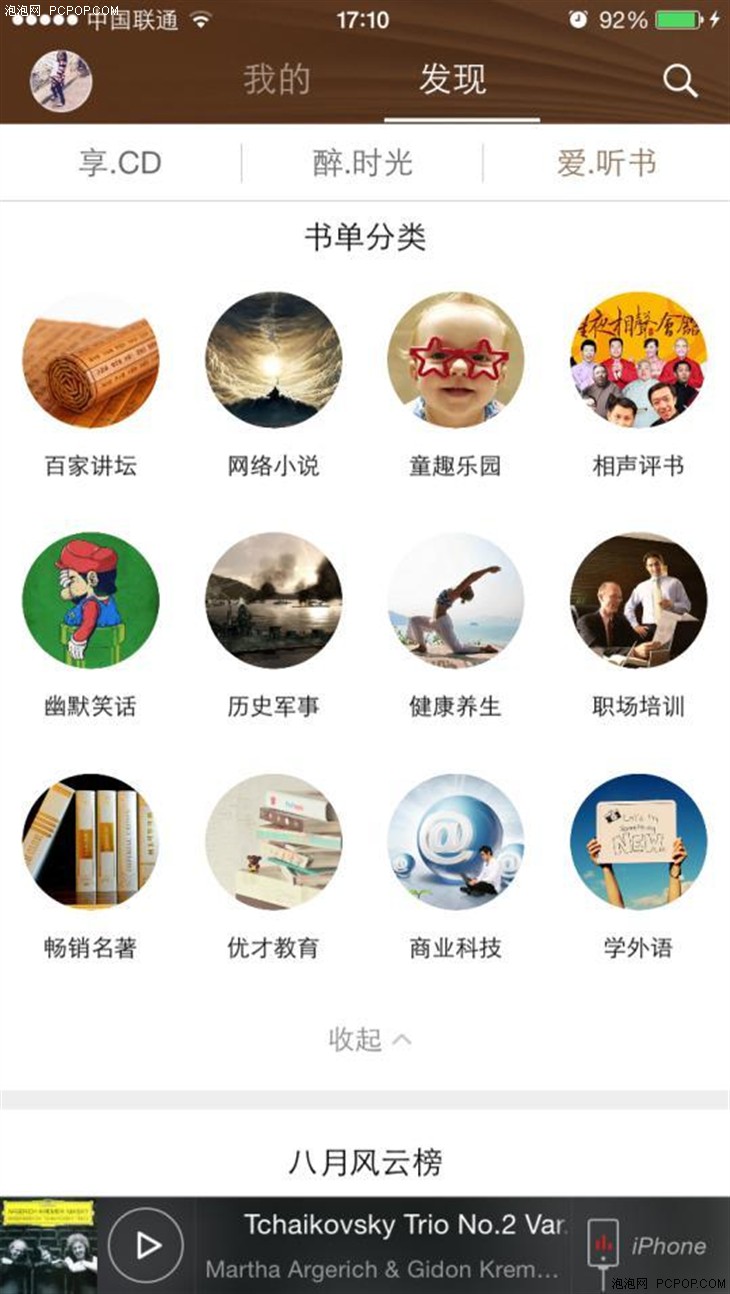 泡泡网 PCPOP.COM
中国联通 17:10 92%
我的 发现
享.CD 醉.时光 爱.听书
书单分类
百家讲坛 网络小说 童趣乐园 相声评书
幽默笑话 历史军事 健康养生 职场培训
Let's try
Something
NEW
畅销名著 优才教育 商业科技 学外语
收起
八月风云榜
Tchaikovsky Trio No.2 Var
Martha Argerich & Gidon Krem...
iPhone
泡泡网 PCPOP.COM